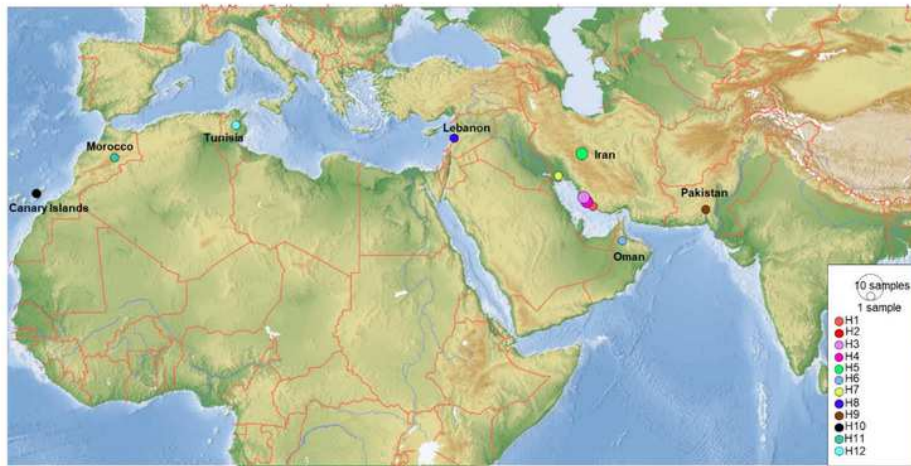 Lebanon
Tunisia
Morocco
Iran
Pakistan
Canary Islands
Oman
10 samples
1 sample
H1
H2
H3
H4
H5
H6
H7
H8
H9
H10
H11
H12